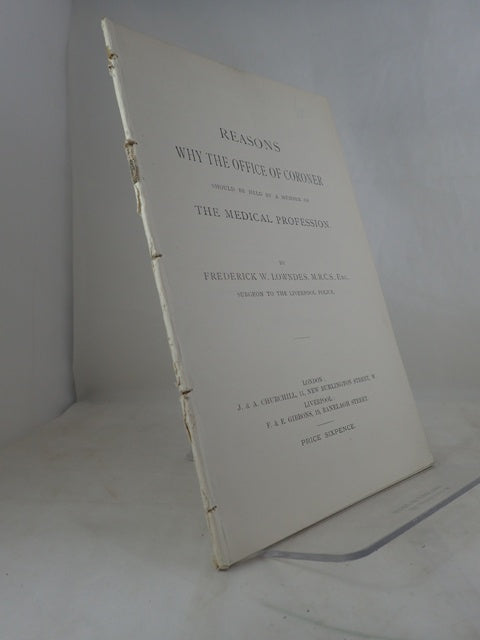 REASONS
WHY THE OFFICE OF CORONER
SHOULD BE HELD BY A MEMBER OF
THE MEDICAL PROFESSION
BY
FREDERICK W. LOWNDES, M.R.C.S., ENG.
SURGEON TO THE LIVERPOOL POLICE.
LONDON:
J. & A. CHURCHILL, 11, NEW BURLINGTON STREET, W.
LIVERPOOL:
F. & E. GIBBONS, 19, RANELAGH STREET.
PRICE SIXPENCE.